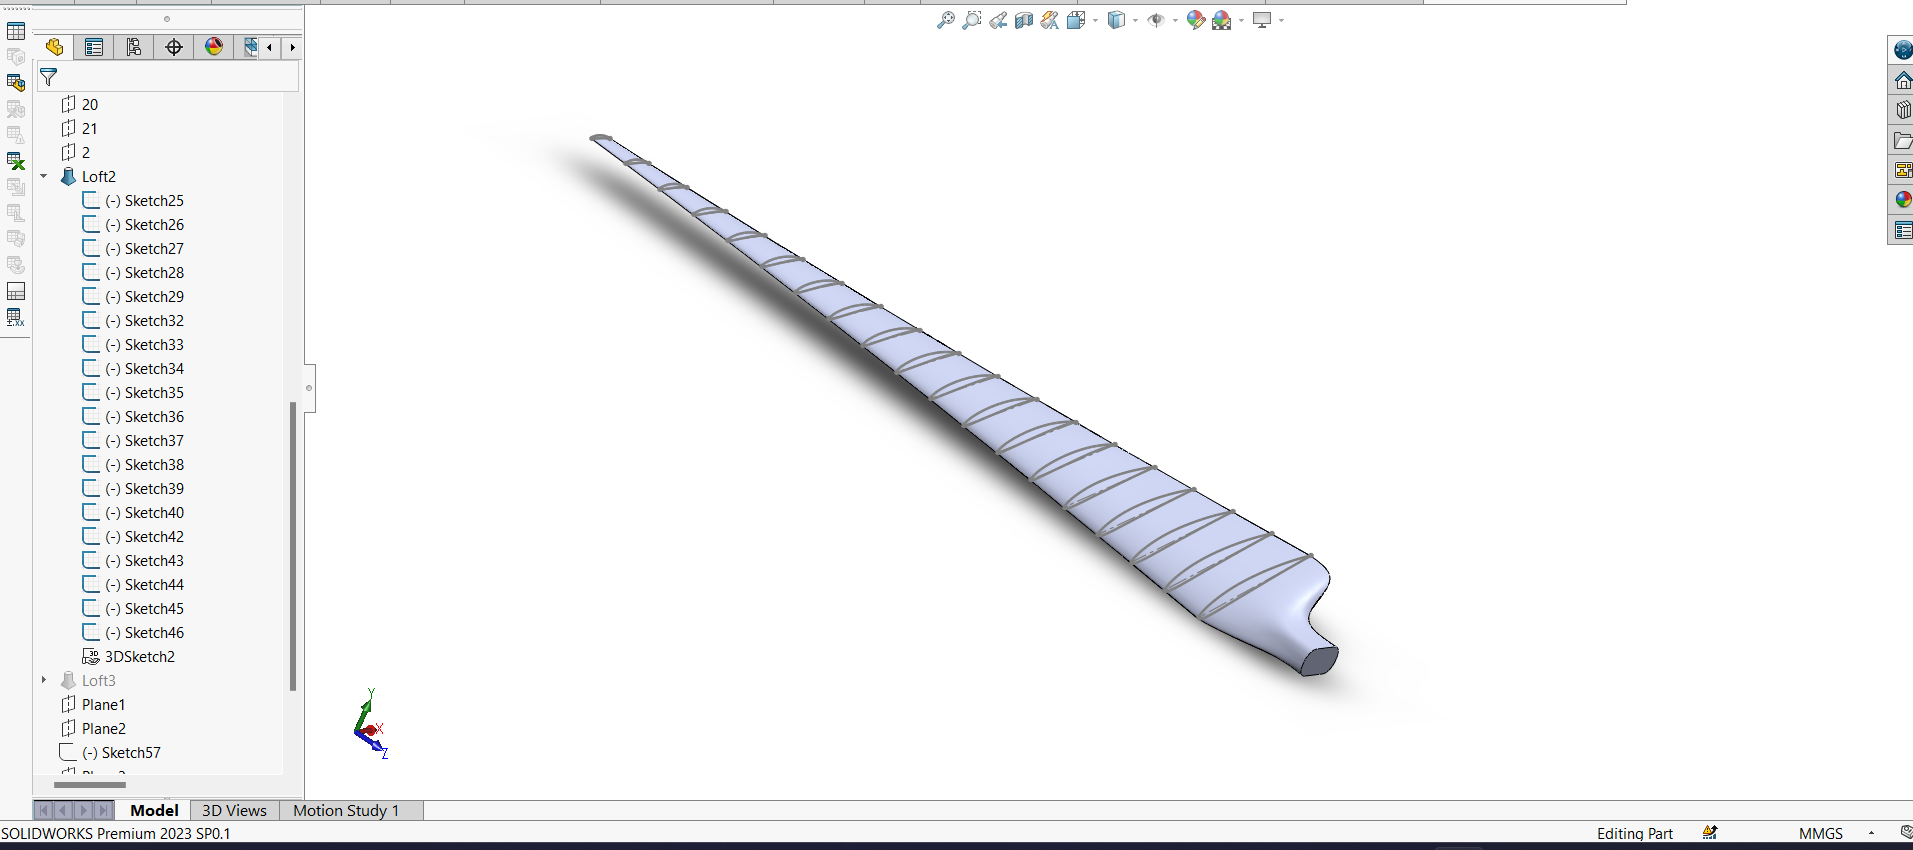 20
21
2
Loft2
(-) Sketch25
(-) Sketch26
(-) Sketch27
(-) Sketch28
(-) Sketch29
(-) Sketch32
(-) Sketch33
(-) Sketch34
(-) Sketch35
(-) Sketch36
(-) Sketch37
(-) Sketch38
(-) Sketch39
(-) Sketch40
(-) Sketch42
(-) Sketch43
(-) Sketch44
(-) Sketch45
(-) Sketch46
3D 3DSketch2
Loft3
Plane1
Plane2
(-) Sketch57
Y
X
Z
Model 3D Views Motion Study 1
SOLIDWORKS Premium 2023 SP0.1 Editing Part MMGS